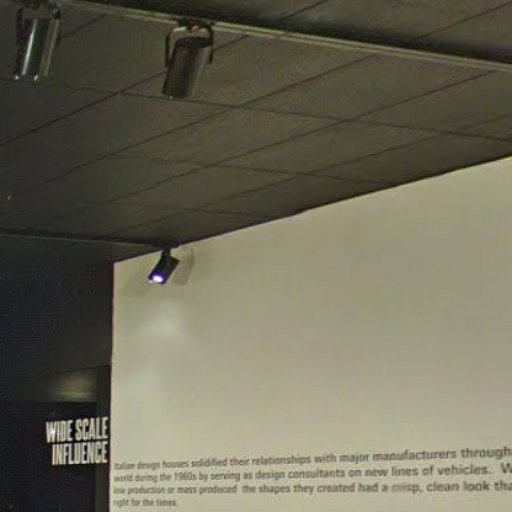 WIDE SCALE
INFLUENCE
Italian design houses solidified their relationships with major manufacturers through
world during the 1960s by serving as design consultants on new lines of vehicles. W
low production or mass produced the shapes they created had a crisp, clean look tha
right for the times.